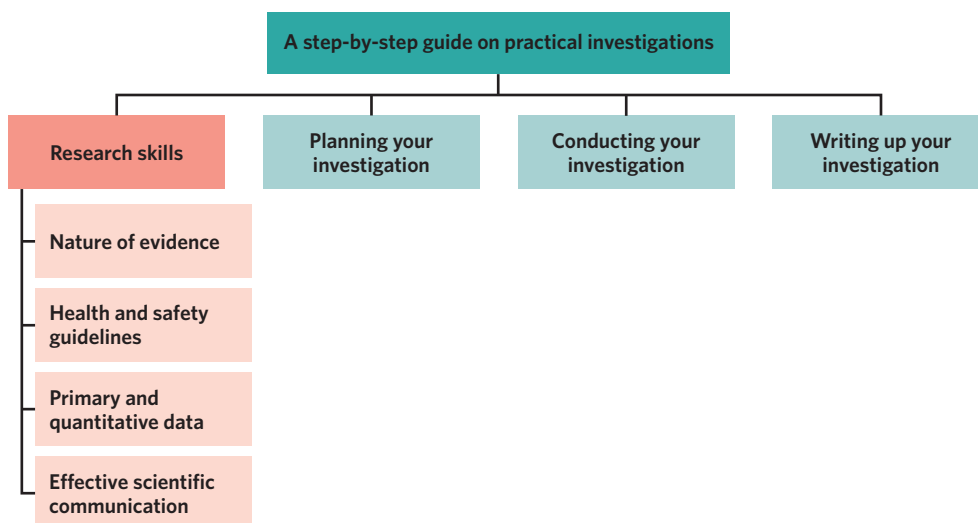 A step-by-step guide on practical investigations
Research skills
Planning your
investigation
Conducting your
investigation
Writing up your
investigation
Nature of evidence
Health and safety
guidelines
Primary and
quantitative data
Effective scientific
communication